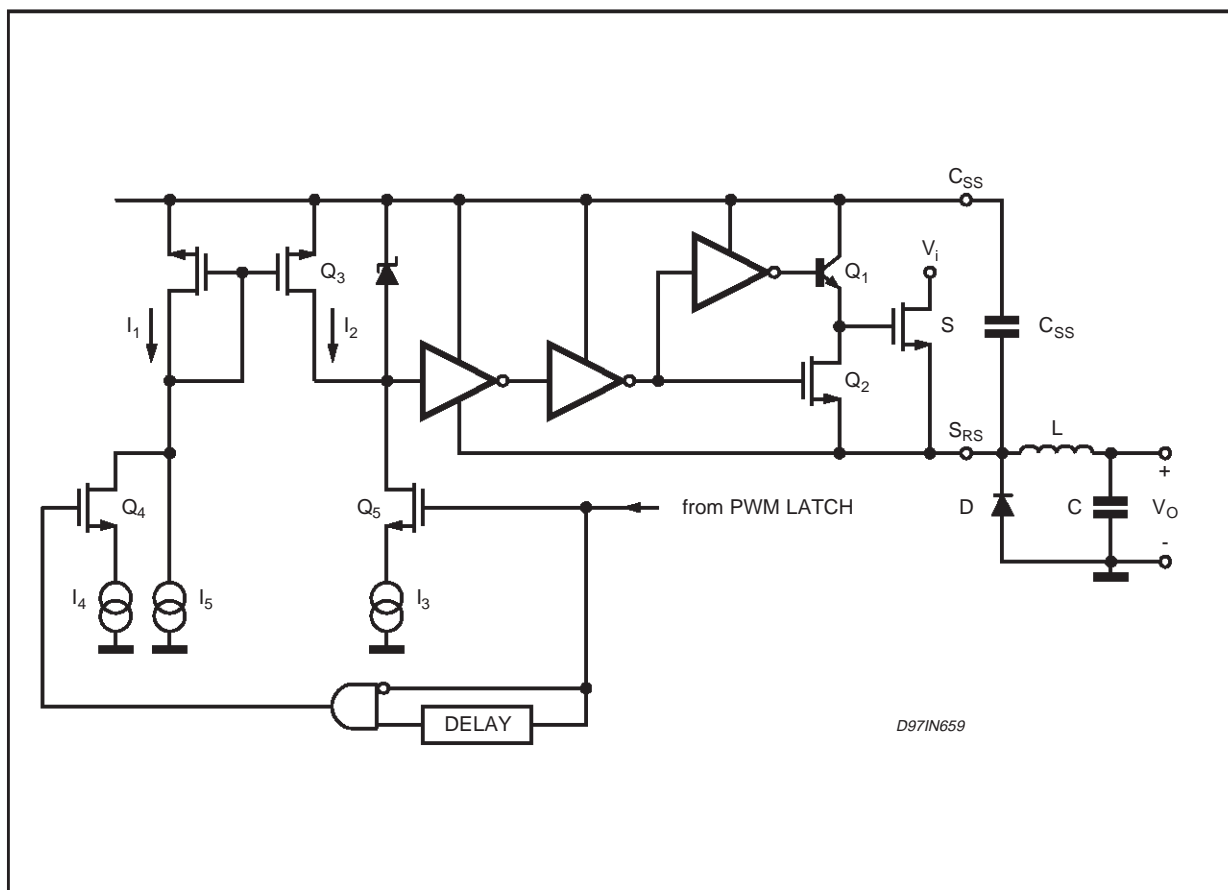 C_SS
V_i
Q_3
Q_1
I_1
I_2
S
C_SS
Q_2
S_RS
L
+
Q_4
Q_5
from PWM LATCH
D
C
V_O
-
I_4
I_5
I_3
DELAY
D97IN659